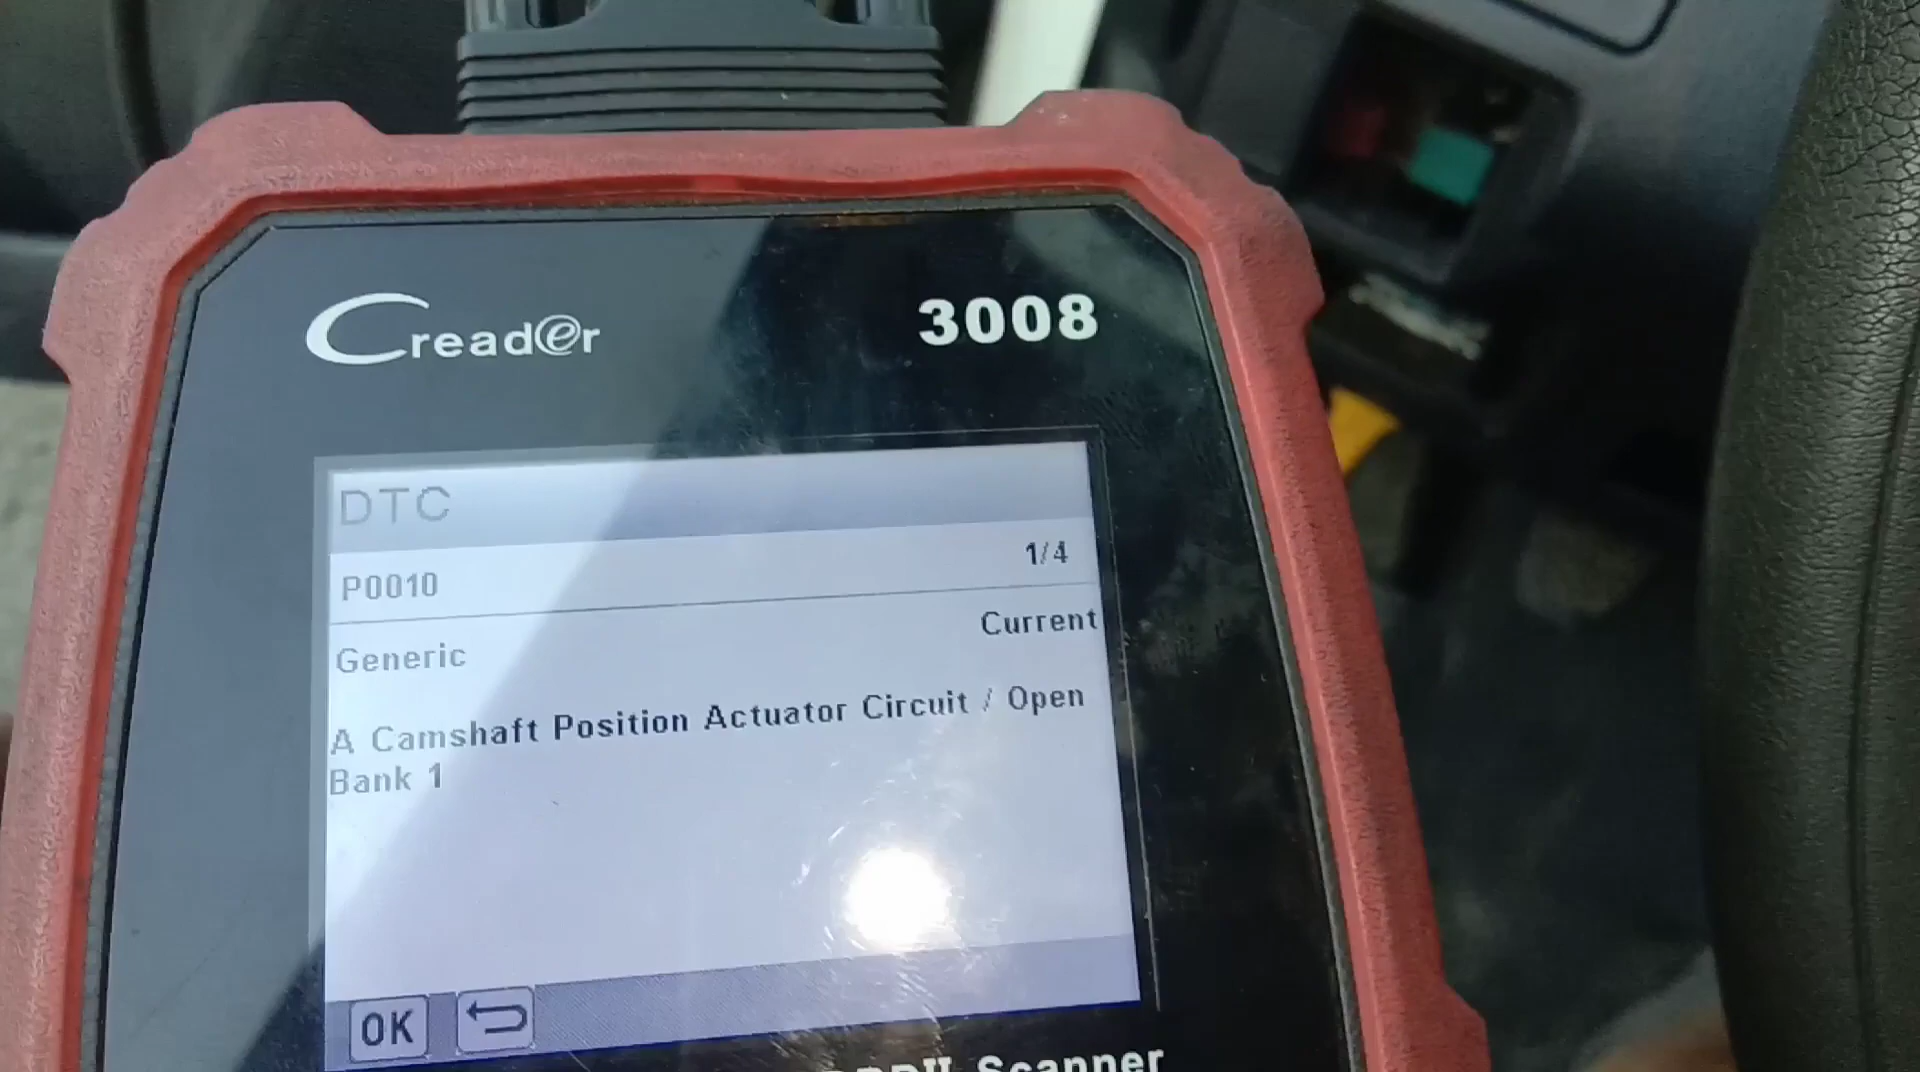 Creader 3008
DTC
1/4
P0010
Current
Generic
A Camshaft Position Actuator Circuit / Open
Bank 1
OK
Scanner